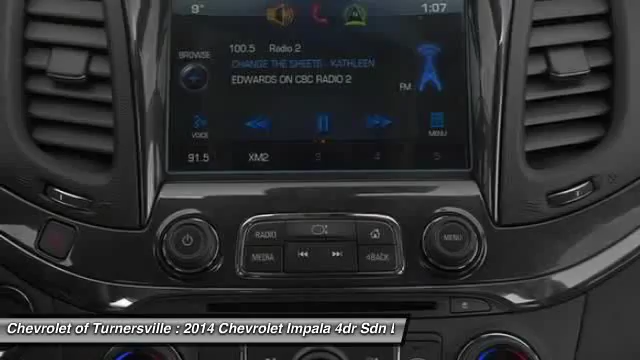 9°
1:07
100.5 Radio 2
BROWSE
CHANGE THE SHEETS - KATHLEEN
EDWARDS ON CBC RADIO 2
FM
VOICE
MENU
91.5 XM2 3 4 5
RADIO
MEDIA
BACK
MENU
Chevrolet of Turnersville : 2014 Chevrolet Impala 4dr Sdn L